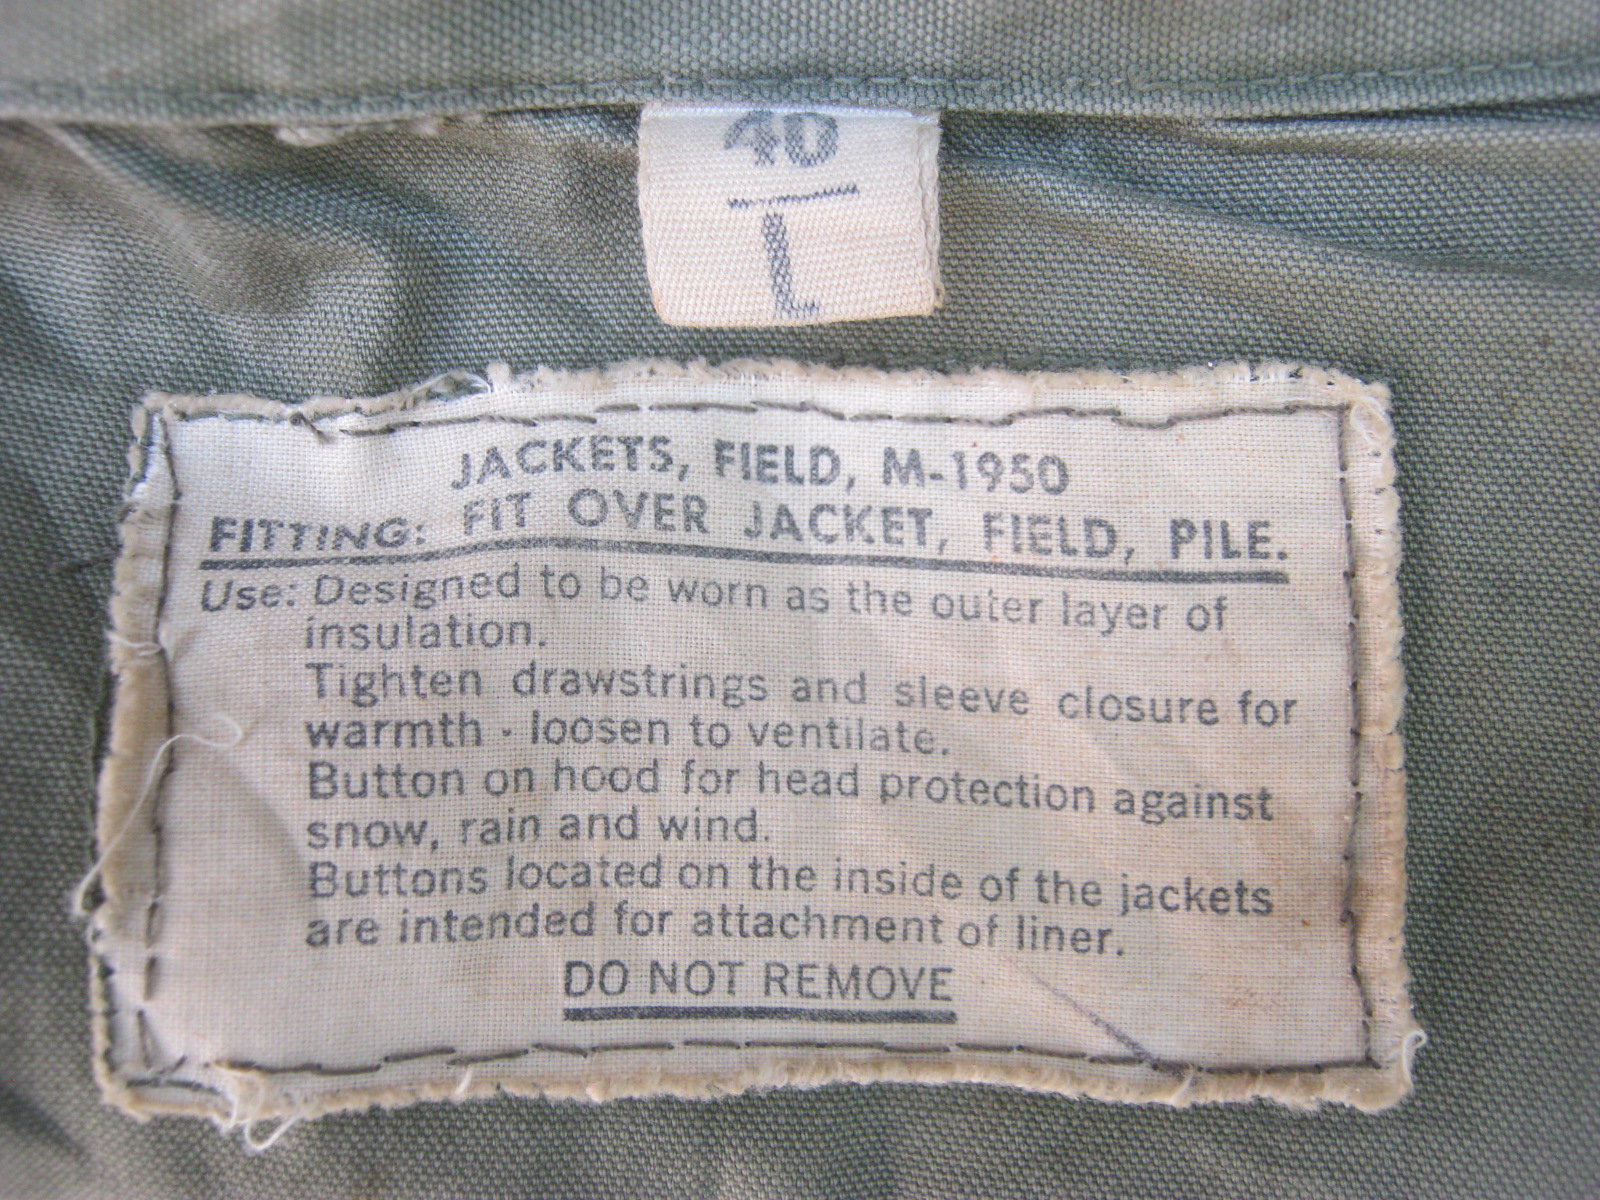 40
L
JACKETS, FIELD, M-1950
FITTING: FIT OVER JACKET, FIELD, PILE.
Use: Designed to be worn as the outer layer of
insulation.
Tighten drawstrings and sleeve closure for
warmth - loosen to ventilate.
Button on hood for head protection against
snow, rain and wind.
Buttons located on the inside of the jackets
are intended for attachment of liner.
DO NOT REMOVE